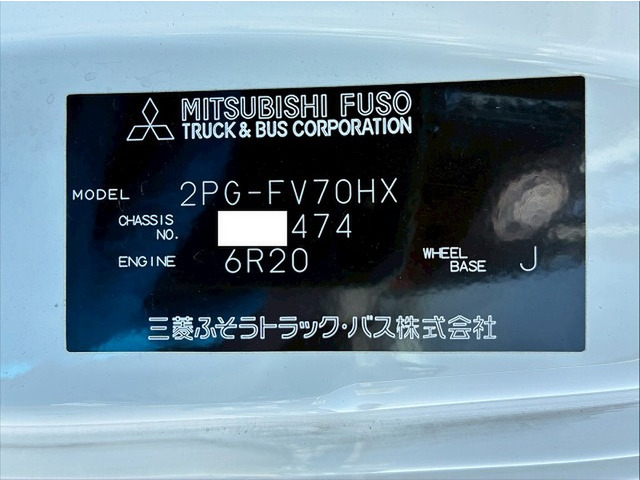 MITSUBISHI FUSO
TRUCK & BUS CORPORATION
MODEL 2PG-FV70HX
CHASSIS NO. 474
ENGINE 6R20 WHEEL BASE J
三菱ふそうトラック・バス株式会社